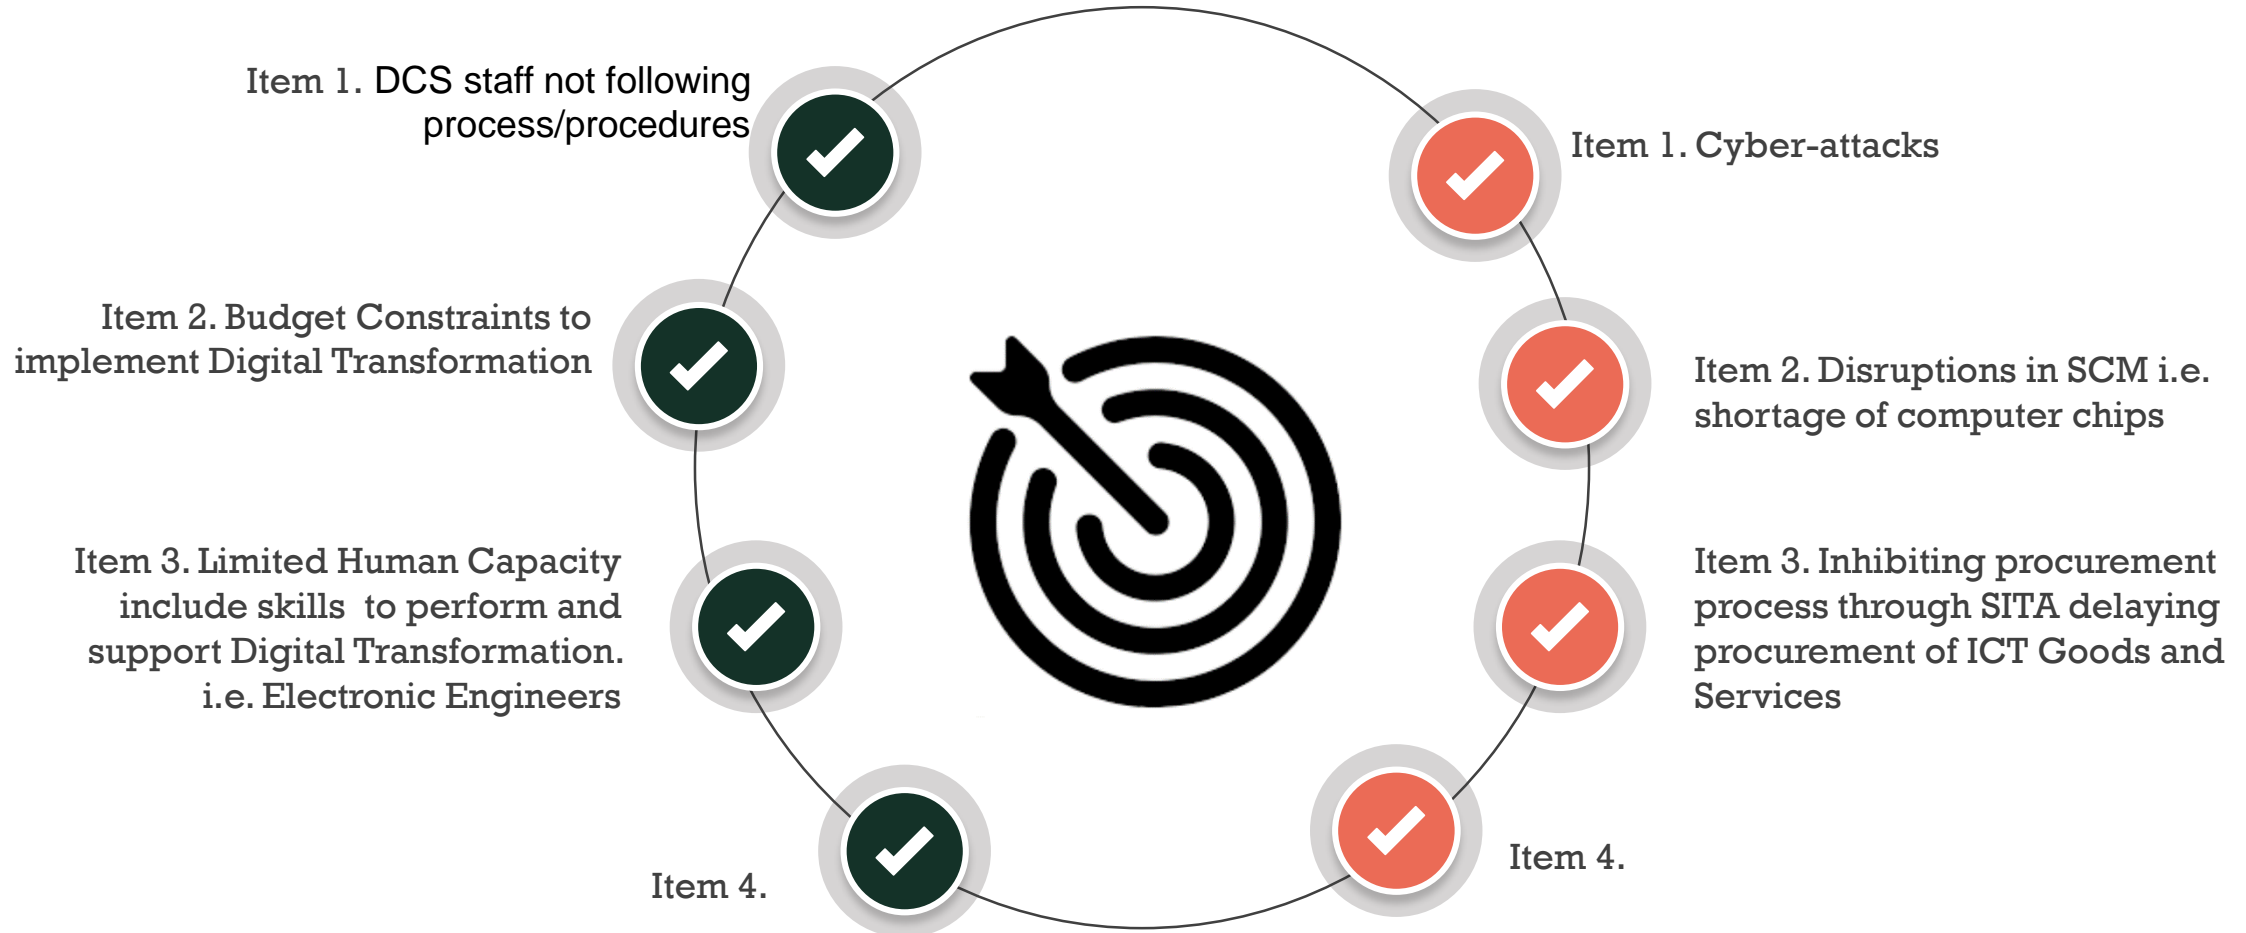 Item 1. DCS staff not following
process/procedures
Item 2. Budget Constraints to
implement Digital Transformation
Item 3. Limited Human Capacity
include skills  to perform and
support Digital Transformation.
i.e. Electronic Engineers
Item 4.
Item 1. Cyber-attacks
Item 2. Disruptions in SCM i.e.
shortage of computer chips
Item 3. Inhibiting procurement
process through SITA delaying
procurement of ICT Goods and
Services
Item 4.